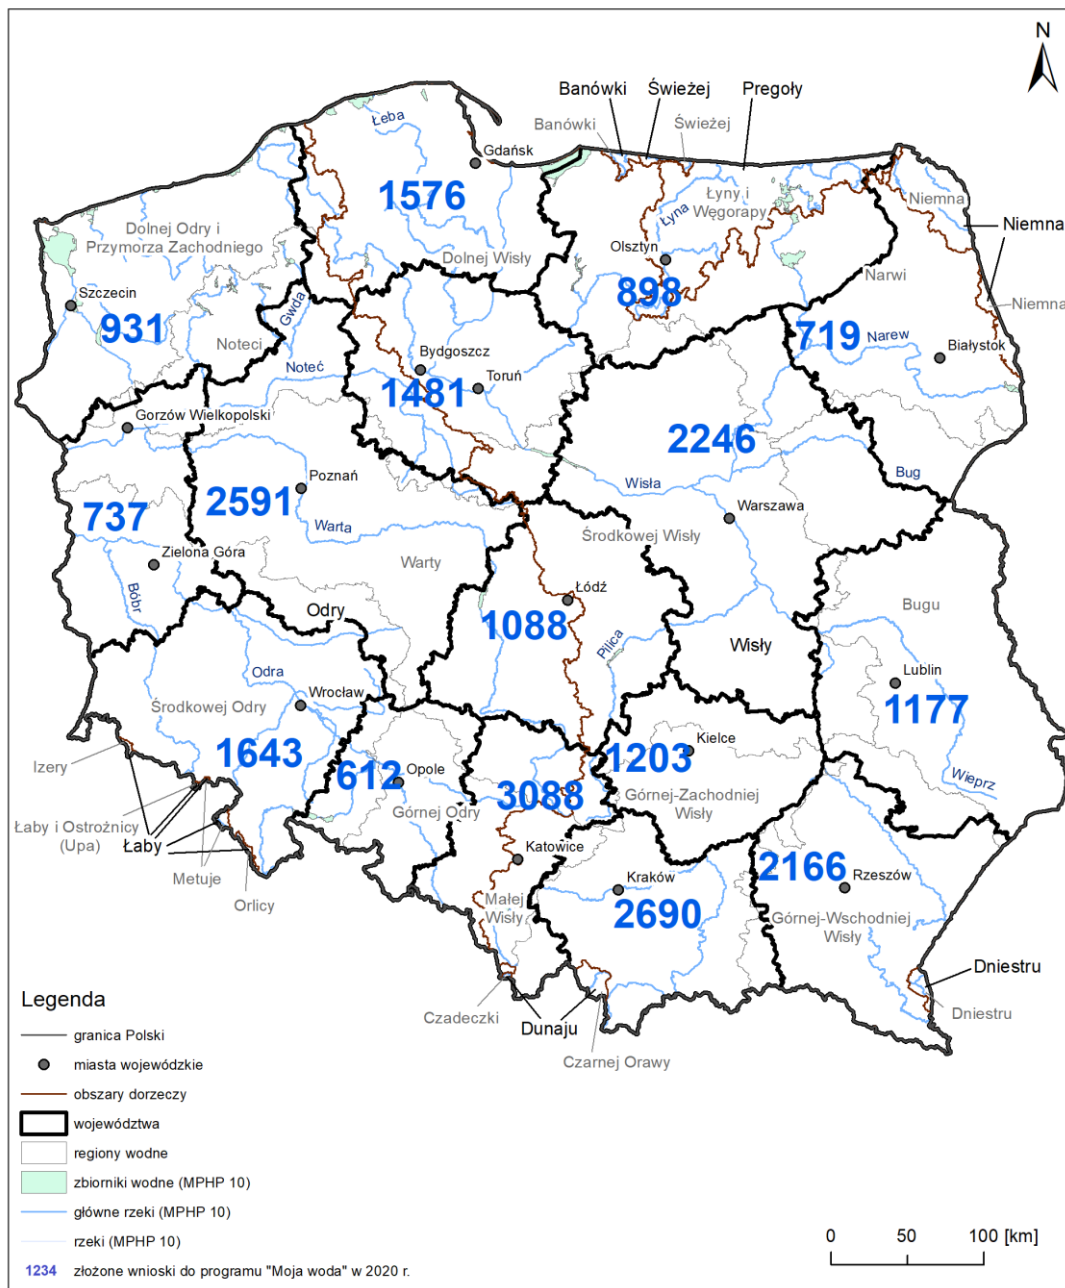 N
Banówki
Świeżej
Pregoły
Banówki
Świeżej
Łeba
Gdańsk
1576
Łyny i
Węgorapy
Łyna
Niemna
Niemna
Dolnej Odry i
Przymorza Zachodniego
Dolnej Wisły
Olsztyn
898
Narwi
Niemna
Szczecin
931
Gwda
Noteci
Noteć
Bydgoszcz
Toruń
1481
719
Narew
Białystok
Gorzów Wielkopolski
2246
Bug
Poznań
2591
Wisła
Warszawa
737
Warta
Środkowej Wisły
Zielona Góra
Warty
Bóbr
Odry
Łódź
1088
Pilica
Wisły
Bugu
Lublin
1177
Odra
Wrocław
Środkowej Odry
1643
Izery
612
Opole
Górnej Odry
3088
1203
Kielce
Górnej-Zachodniej
Wisły
Wieprz
Łaby i Ostrożnicy
(Upa)
Łaby
Metuje
Orlicy
Katowice
Małej
Wisły
Kraków
2690
2166
Rzeszów
Górnej-Wschodniej
Wisły
Dniestru
Dniestru
Czadeczki
Dunaju
Czarnej Orawy
Legenda
granica Polski
miasta wojewódzkie
obszary dorzeczy
województwa
regiony wodne
zbiorniki wodne (MPHP 10)
główne rzeki (MPHP 10)
rzeki (MPHP 10)
1234 złożone wnioski do programu "Moja woda" w 2020 r.
0 50 100 [km]